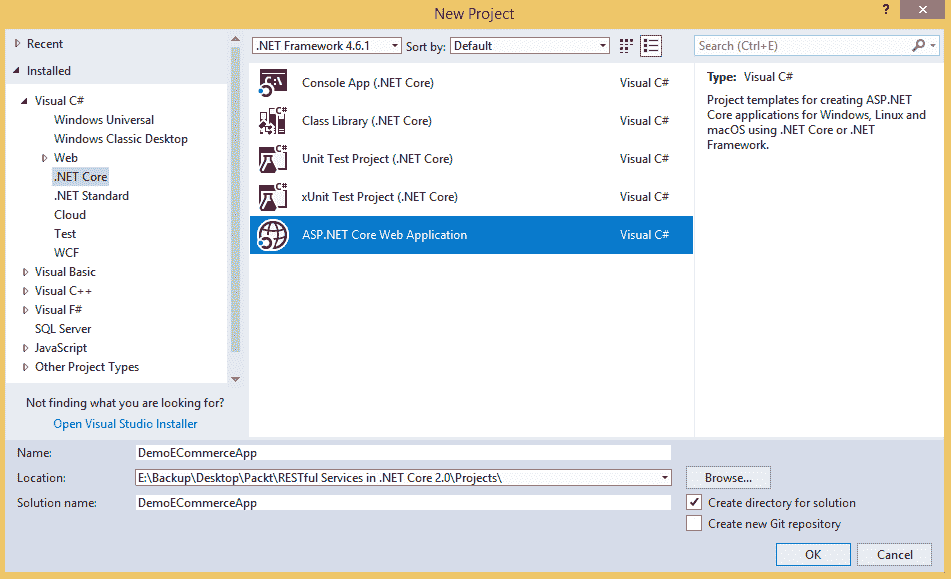 New Project
?
Recent
Installed
Visual C#
Windows Universal
Windows Classic Desktop
Web
.NET Core
.NET Standard
Cloud
Test
WCF
Visual Basic
Visual C++
Visual F#
SQL Server
JavaScript
Other Project Types
Not finding what you are looking for?
Open Visual Studio Installer
.NET Framework 4.6.1 Sort by: Default
Console App (.NET Core) Visual C#
Class Library (.NET Core) Visual C#
Unit Test Project (.NET Core) Visual C#
xUnit Test Project (.NET Core) Visual C#
ASP.NET Core Web Application Visual C#
Search (Ctrl+E)
Type: Visual C#
Project templates for creating ASP.NET
Core applications for Windows, Linux and
macOS using .NET Core or .NET
Framework.
Name: DemoECommerceApp
Location: E:\Backup\Desktop\Packt\RESTful Services in .NET Core 2.0\Projects\ Browse...
Solution name: DemoECommerceApp
Create directory for solution
Create new Git repository
OK Cancel